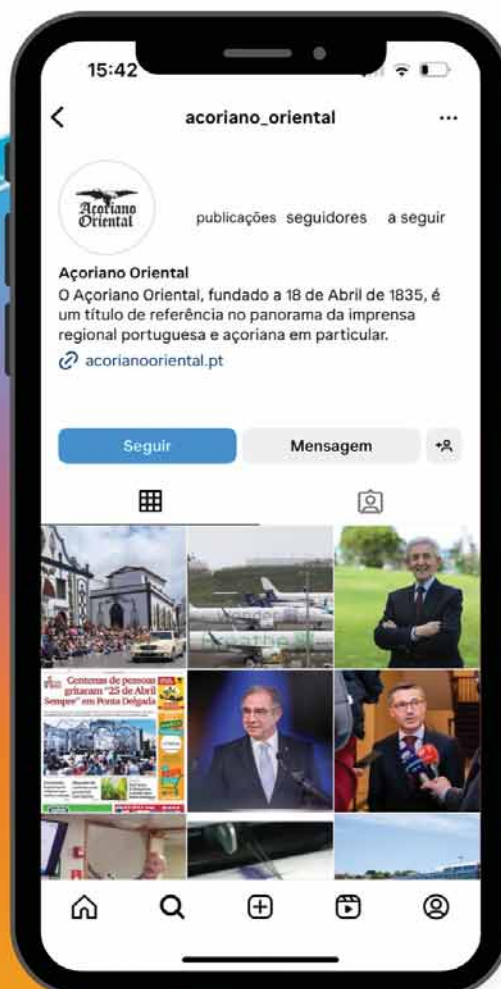 15:42
acoriano_oriental
Açoriano
Oriental
publicações seguidores a seguir
Açoriano Oriental
O Açoriano Oriental, fundado a 18 de Abril de 1835, é
um título de referência no panorama da imprensa
regional portuguesa e açoriana em particular.
acorianooriental.pt
Seguir Mensagem
breathe
Centenas de pessoas
gritaram "25 de Abril
Sempre" em Ponta Delgada